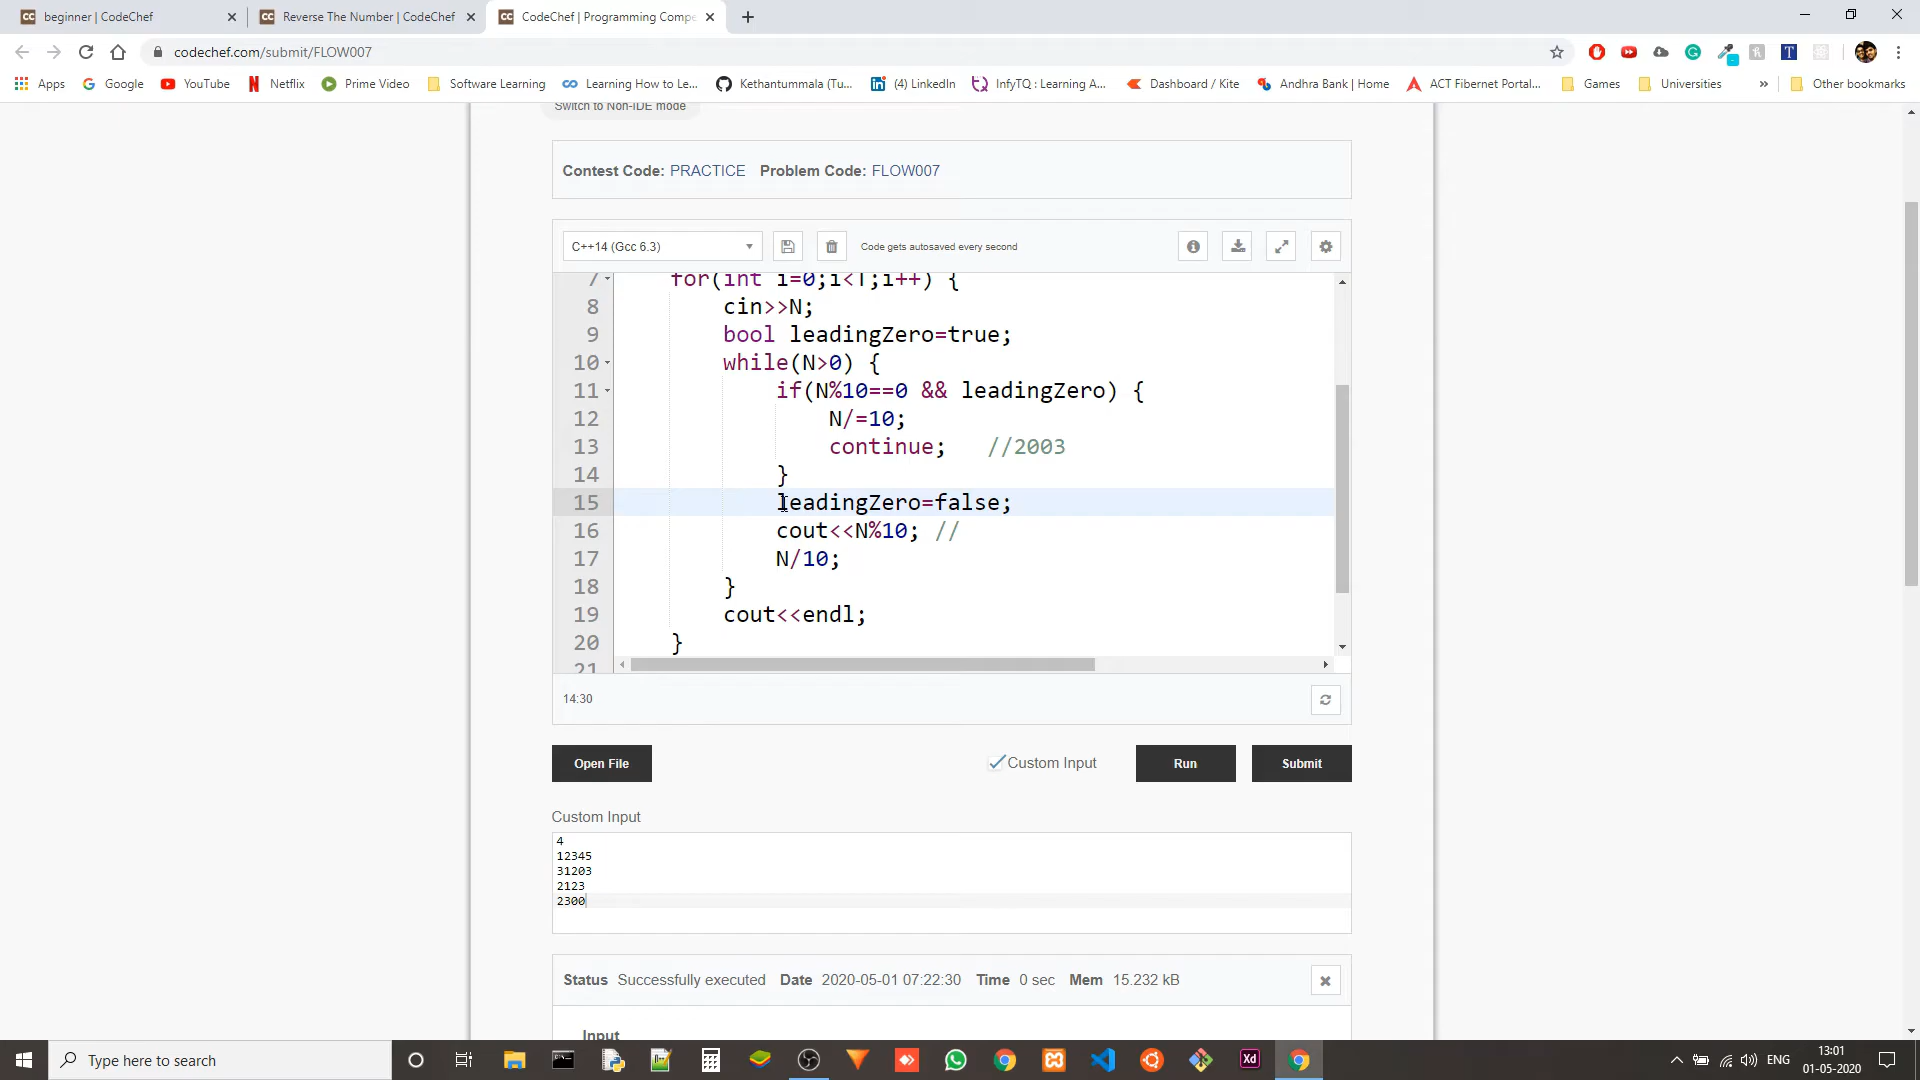 beginner | CodeChef
Reverse The Number | CodeChef
CodeChef | Programming Compe
codechef.com/submit/FLOW007
Apps Google YouTube Netflix Prime Video Software Learning Learning How to Le... Kethantummala (Tu... (4) LinkedIn InfyTQ : Learning A... Dashboard / Kite Andhra Bank | Home ACT Fibernet Portal... Games Universities » Other bookmarks
Switch to Non-IDE mode
Contest Code: PRACTICE Problem Code: FLOW007
C++14 (Gcc 6.3) Code gets autosaved every second
7 for(int i=0;i<T;i++) {
8 cin>>N;
9 bool leadingZero=true;
10 while(N>0) {
11 if(N%10==0 && leadingZero) {
12 N/=10;
13 continue; //2003
14 }
15 leadingZero=false;
16 cout<<N%10; //
17 N/10;
18 }
19 cout<<endl;
20 }
21
14:30
Open File Custom Input Run Submit
Custom Input
4
12345
31203
2123
2300
Status Successfully executed Date 2020-05-01 07:22:30 Time 0 sec Mem 15.232 kB
Input
Type here to search
Xd
ENG
13:01
01-05-2020